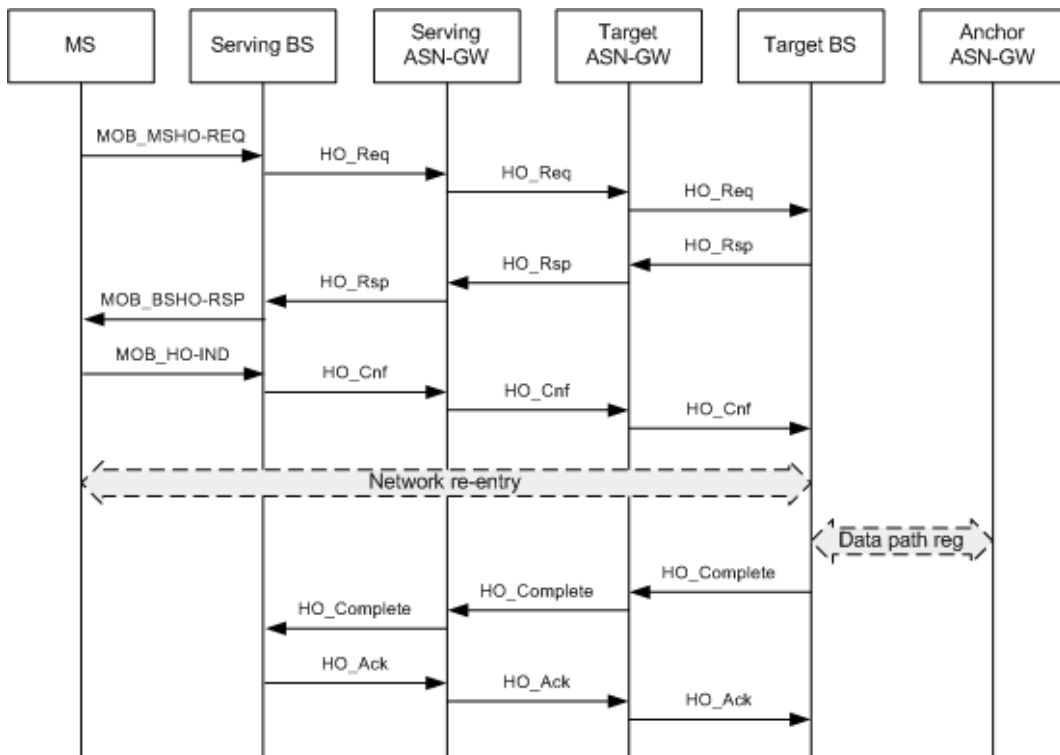 MS
Serving BS
Serving
ASN-GW
Target
ASN-GW
Target BS
Anchor
ASN-GW
MOB_MSHO-REQ
HO_Req
HO_Req
HO_Req
HO_Rsp
HO_Rsp
HO_Rsp
MOB_BSHO-RSP
MOB_HO-IND
HO_Cnf
HO_Cnf
HO_Cnf
Network re-entry
Data path reg
HO_Complete
HO_Complete
HO_Complete
HO_Ack
HO_Ack
HO_Ack